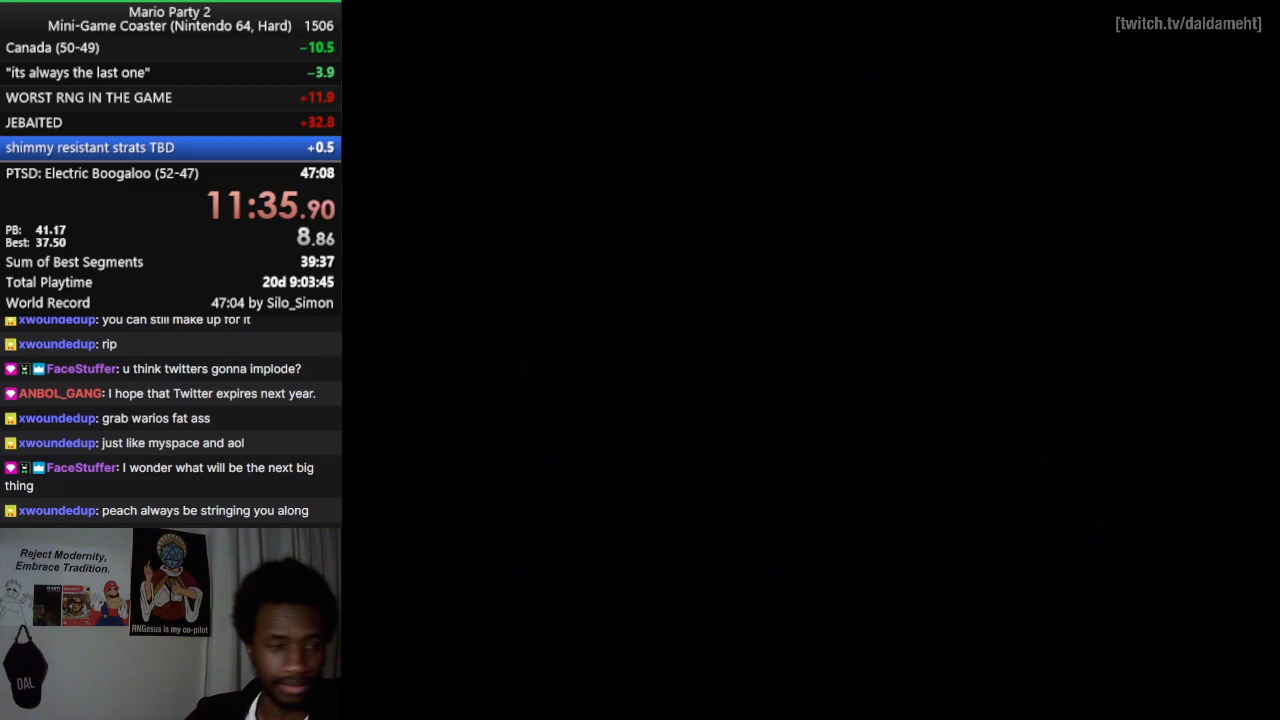 Mario Party 2
Mini-Game Coaster (Nintendo 64, Hard) 1506
Canada (50-49) −10.5
"its always the last one" −3.9
WORST RNG IN THE GAME +11.9
JEBAITED +32.8
shimmy resistant strats TBD +0.5
PTSD: Electric Boogaloo (52-47) 47:08
11:35.90
PB: 41.17
Best: 37.50
8.86
Sum of Best Segments 39:37
Total Playtime 20d 9:03:45
World Record 47:04 by Silo_Simon
xwoundedup: you can still make up for it
xwoundedup: rip
FaceStuffer: u think twitters gonna implode?
ANBOL_GANG: I hope that Twitter expires next year.
xwoundedup: grab warios fat ass
xwoundedup: just like myspace and aol
FaceStuffer: I wonder what will be the next big
thing
xwoundedup: peach always be stringing you along
[twitch.tv/daldameht]
Reject Modernity,
Embrace Tradition.
RNGesus is my co-pilot
DAL